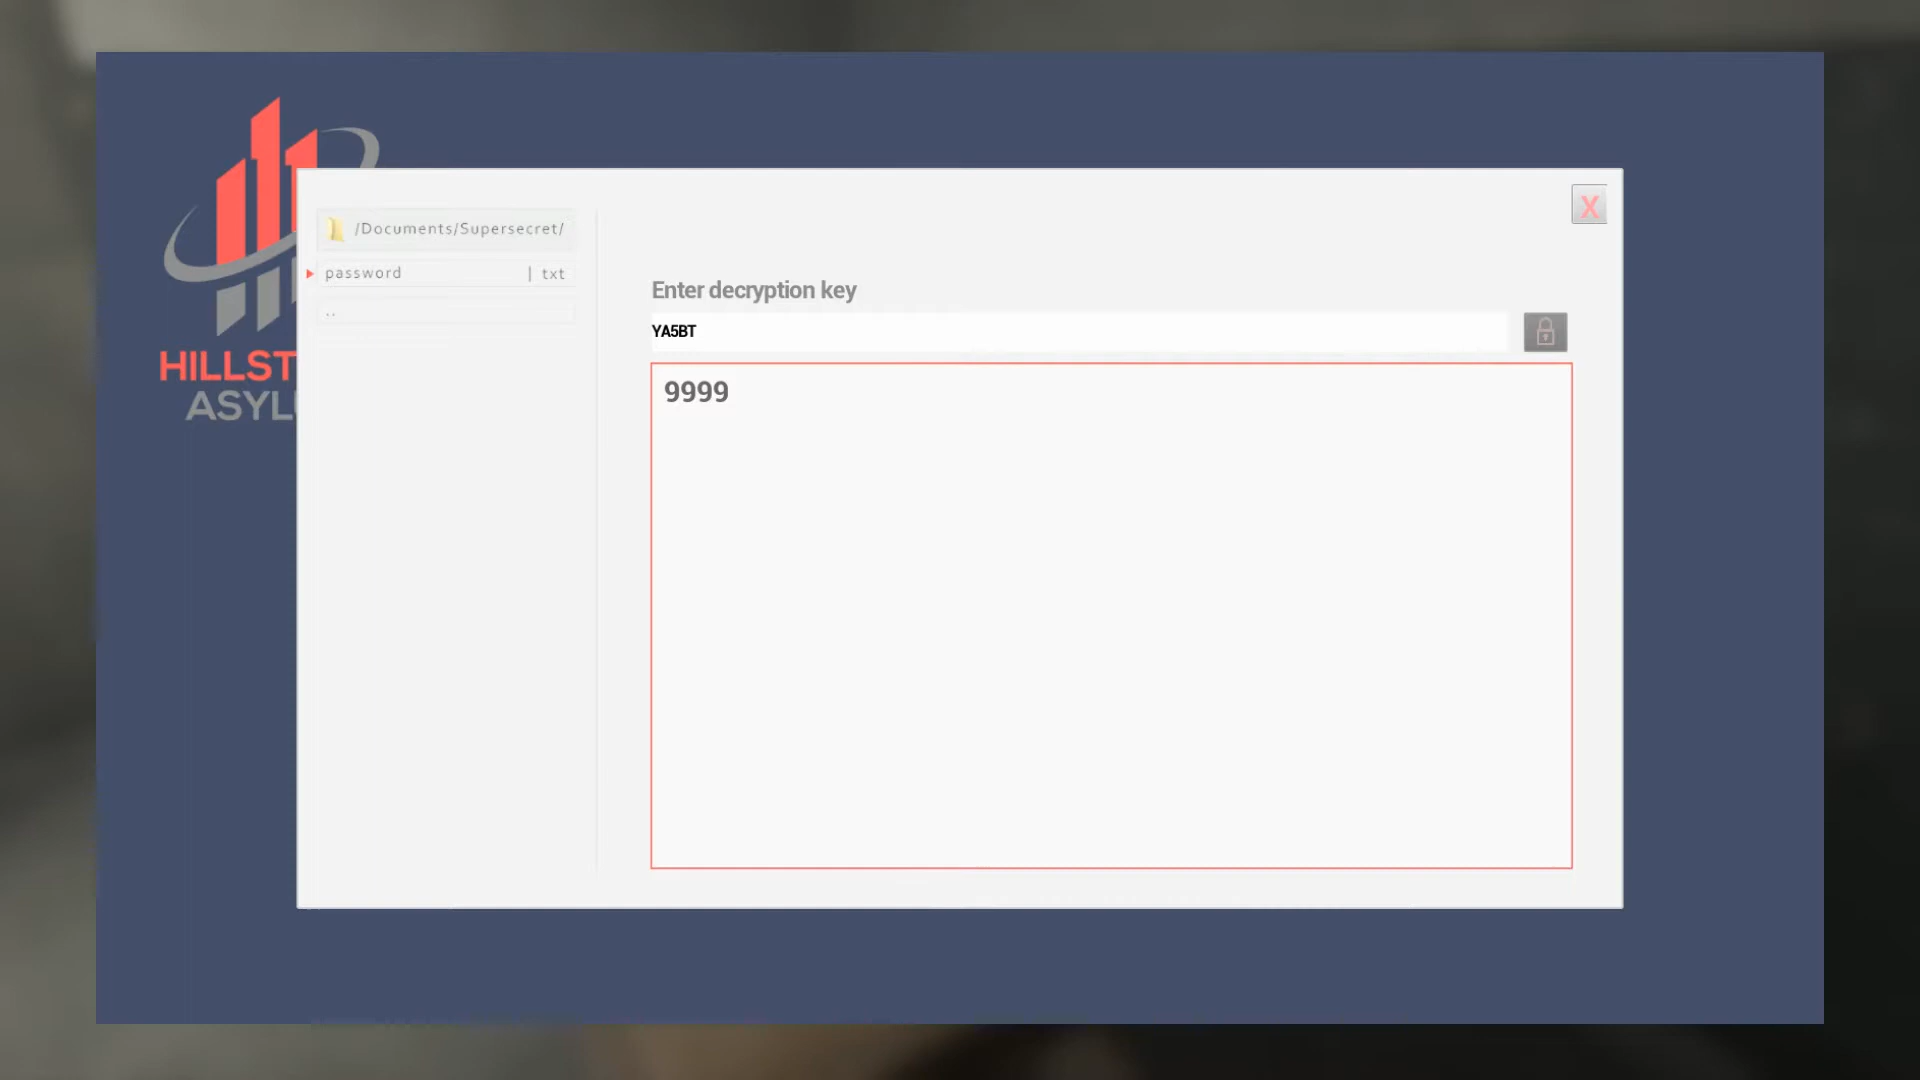 /Documents/Supersecret/
password | txt
..
X
Enter decryption key
YA5BT
9999
HILLST
ASYL